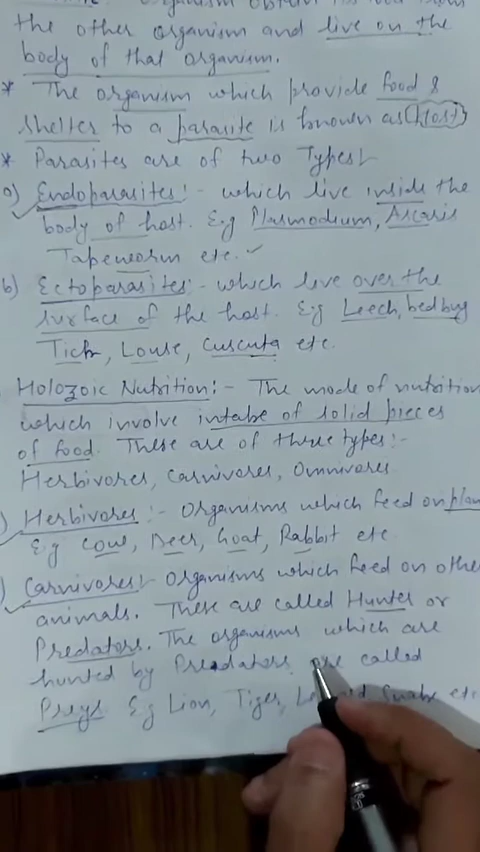 Organism obtain its food from
the other organism and live on the
body of that organism.
* The organism which provide food &
shelter to a parasite is known as (Host)
* Parasites are of two Types:-
a) Endoparasites:- which live inside the
body of host. E.g Plasmodium, Ascaris
Tapeworm etc.
b) Ectoparasites:- which live over the
surface of the host. E.g Leech, bedbug
Tick, Louse, Cuscuta etc.
Holozoic Nutrition:- The mode of nutrition
which involve intake of solid pieces
of food. These are of three types:-
Herbivores, Carnivores, Omnivores
) Herbivores:- Organisms which feed on plan
E.g Cow, Deer, Goat, Rabbit etc
) Carnivores:- Organisms which feed on othe
animals. These are called Hunter or
Predators. The organisms which are
hunted by Predators are called
Preys. Eg Lion, Tiger, Snake etc